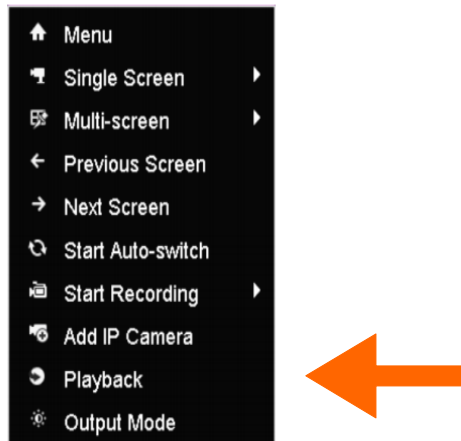 Menu
Single Screen
Multi-screen
Previous Screen
Next Screen
Start Auto-switch
Start Recording
Add IP Camera
Playback
Output Mode